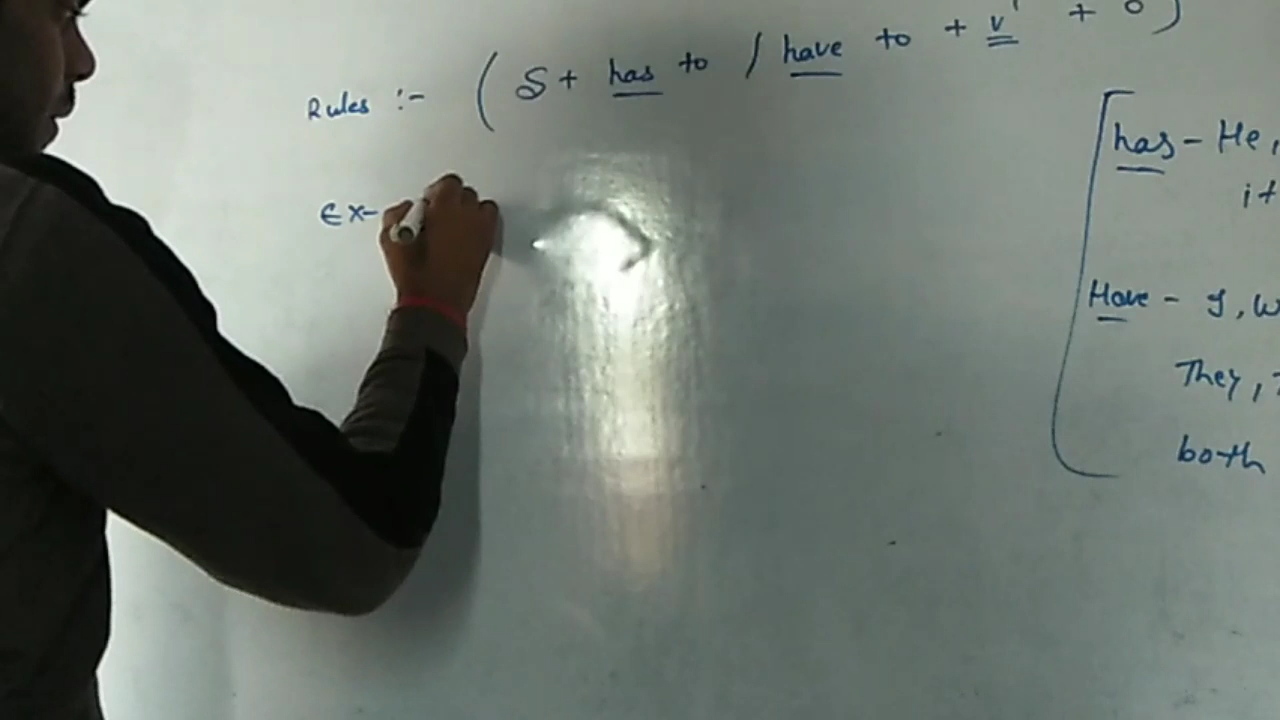 Rules :- ( S + has to / have to + v' + o )
Ex-
has - He,
it
Have - I, W
They,
both